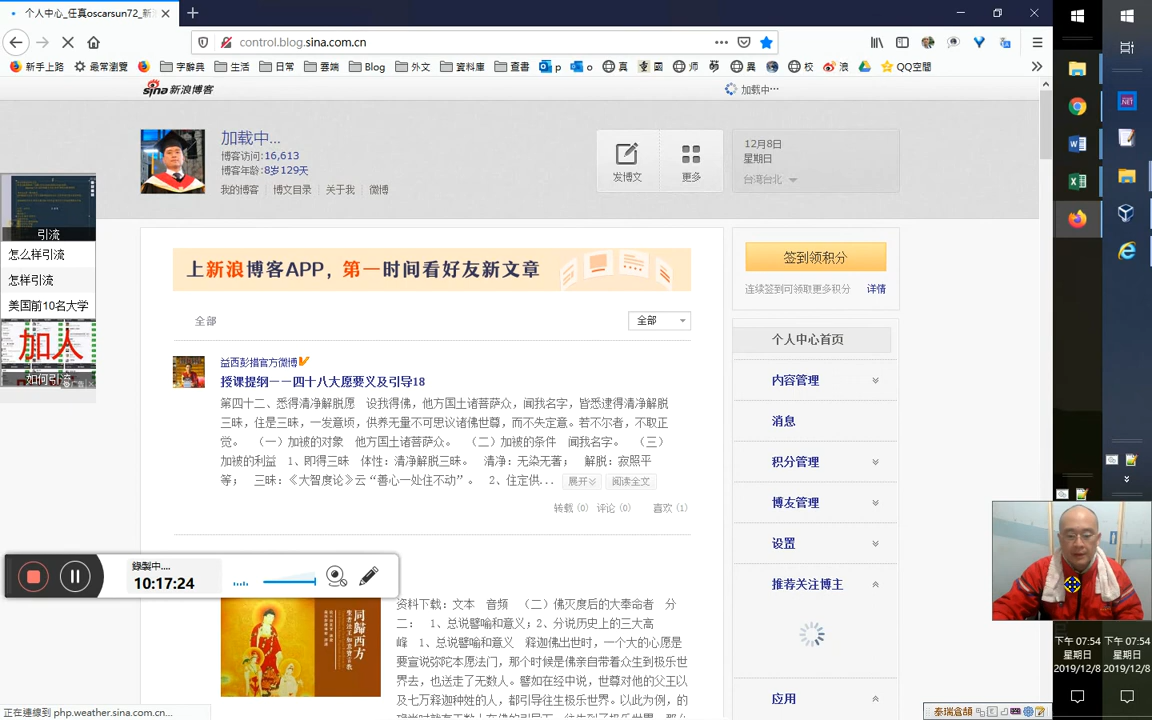 个人中心_任真oscarsun72_新
control.blog.sina.com.cn
新手上路
最常瀏覽
字辭典
生活
日常
雲端
Blog
外文
資料庫
查書
p
o
真
國
师
萌
異
校
浪
QQ空間
sina新浪博客
加载中…
加载中...
博客访问:16,613
博客年龄:8岁129天
我的博客
博文目录
关于我
微博
发博文
更多
12月8日
星期日
台湾台北
引流
怎么样引流
怎样引流
美国前10名大学
加人
如何引流
广告
上新浪博客APP，第一时间看好友新文章
全部
全部
签到领积分
连续签到可领取更多积分
详情
个人中心首页
内容管理
消息
积分管理
博友管理
设置
推荐关注博主
应用
益西彭措官方微博
授课提纲－－四十八大愿要义及引导18
第四十二、悉得清净解脱愿 设我得佛，他方国土诸菩萨众，闻我名字，皆悉逮得清净解脱
三昧，住是三昧，一发意顷，供养无量不可思议诸佛世尊，而不失定意。若不尔者，不取正
觉。 （一）加被的对象 他方国土诸菩萨众。 （二）加被的条件 闻我名字。 （三）
加被的利益 1、即得三昧 体性：清净解脱三昧。 清净：无染无著； 解脱：寂照平
等； 三昧：《大智度论》云“善心一处住不动”。 2、住定供...
展开
阅读全文
转载 (0)
评论 (0)
喜欢 (1)
錄製中....
10:17:24
同歸西方
资料下载：文本 音频 （二）佛灭度后的大奉命者 分
二： 1、总说譬喻和意义；2、分说历史上的三大高
峰 1、总说譬喻和意义 释迦佛出世时，一个大的心愿是
要宣说弥陀本愿法门，那个时候是佛亲自带着众生到极乐世
界去，也送走了无数人。譬如在经中说，世尊对他的父王以
及七万释迦种姓的人，都引导往生极乐世界。以此为例，的
正在連線到 php.weather.sina.com.cn…
下午 07:54
星期日
2019/12/8
下午 07:54
星期日
2019/12/8
泰瑞倉頡